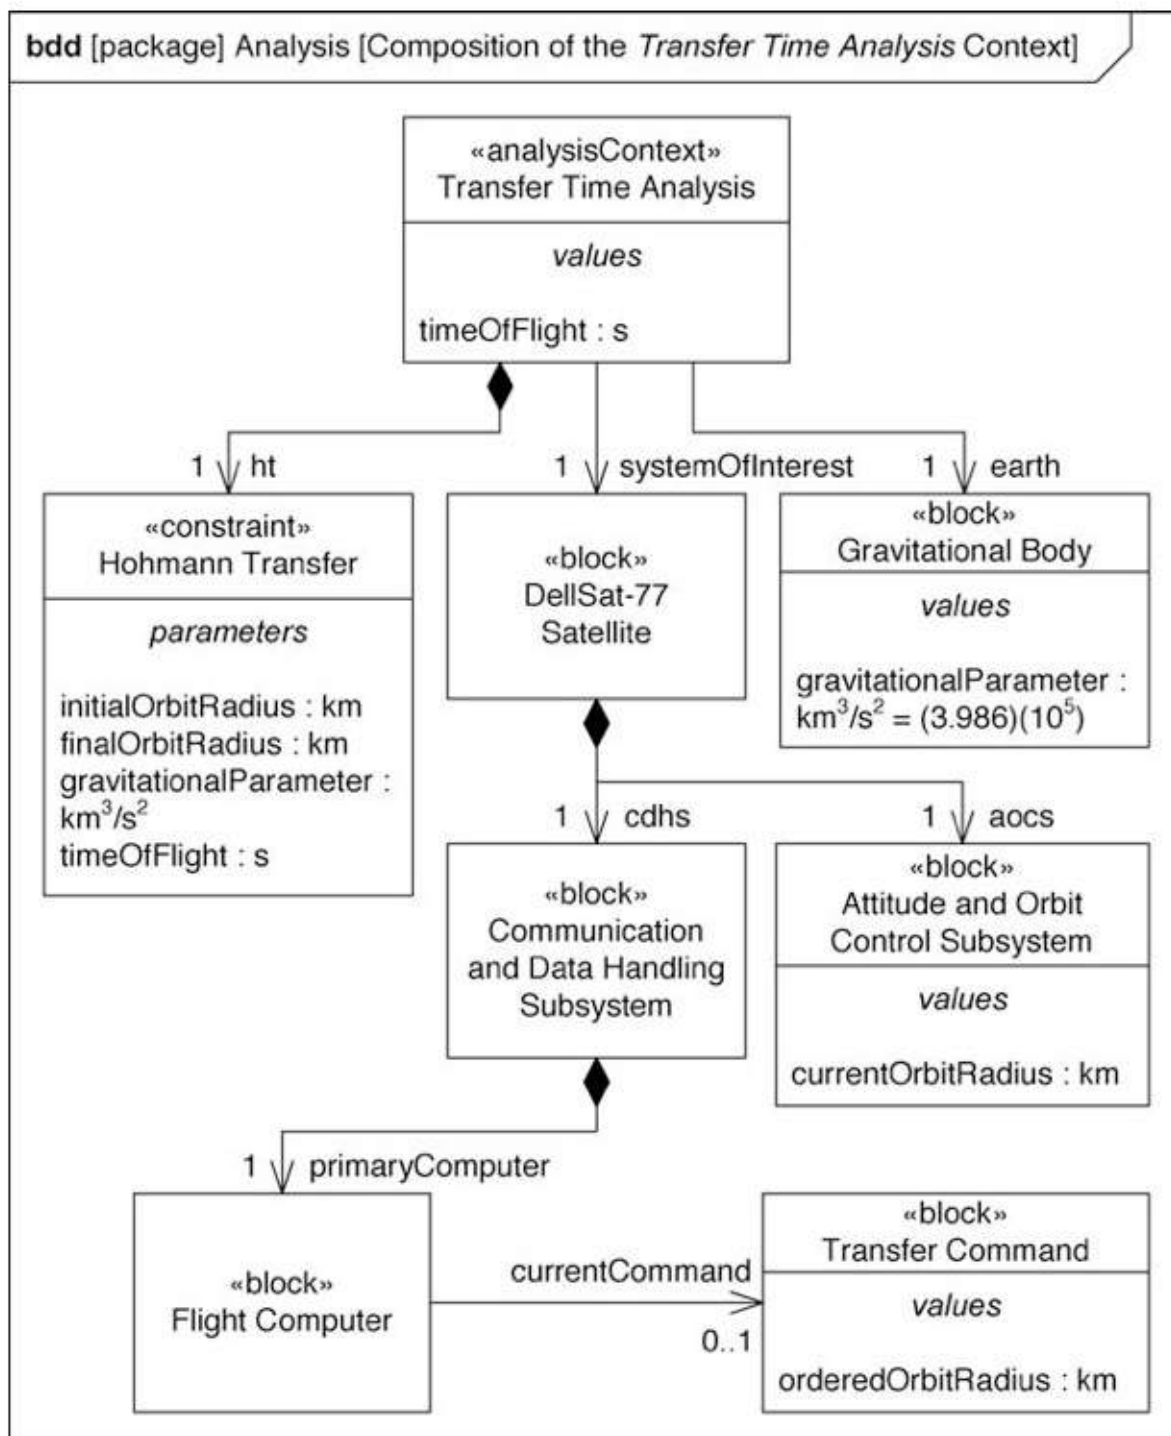 bdd [package] Analysis [Composition of the Transfer Time Analysis Context]
«analysisContext»
Transfer Time Analysis
values
timeOfFlight : s
1 ht
1 systemOfInterest
1 earth
«constraint»
Hohmann Transfer
parameters
initialOrbitRadius : km
finalOrbitRadius : km
gravitationalParameter :
km³/s²
timeOfFlight : s
«block»
DellSat-77
Satellite
«block»
Gravitational Body
values
gravitationalParameter :
km³/s² = (3.986)(10⁵)
1 cdhs
1 aocs
«block»
Communication
and Data Handling
Subsystem
«block»
Attitude and Orbit
Control Subsystem
values
currentOrbitRadius : km
1 primaryComputer
«block»
Flight Computer
currentCommand
0..1
«block»
Transfer Command
values
orderedOrbitRadius : km